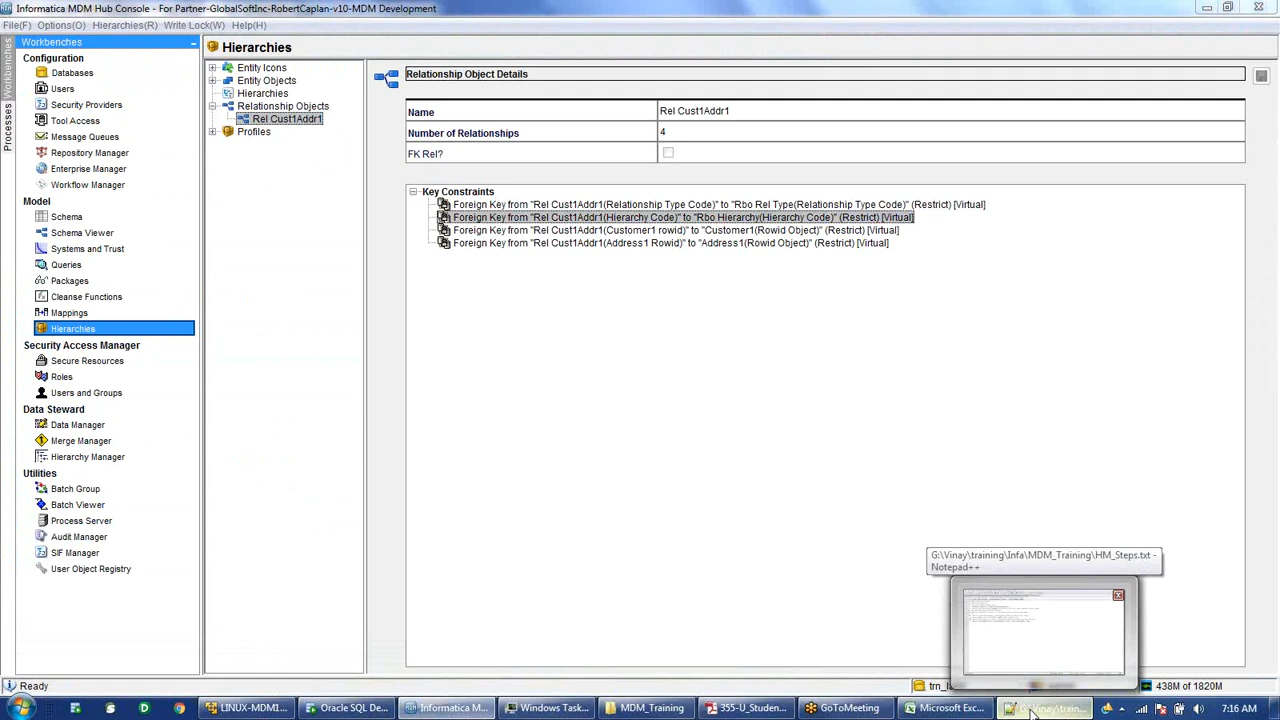 Informatica MDM Hub Console - For Partner-GlobalSoftInc-RobertCaplan-v10-MDM Development
File(F) Options(O) Hierarchies(R) Write Lock(W) Help(H)
Workbenches
Processes
Workbenches
Configuration
Databases
Users
Security Providers
Tool Access
Message Queues
Repository Manager
Enterprise Manager
Workflow Manager
Model
Schema
Schema Viewer
Systems and Trust
Queries
Packages
Cleanse Functions
Mappings
Hierarchies
Security Access Manager
Secure Resources
Roles
Users and Groups
Data Steward
Data Manager
Merge Manager
Hierarchy Manager
Utilities
Batch Group
Batch Viewer
Process Server
Audit Manager
SIF Manager
User Object Registry
Hierarchies
Entity Icons
Entity Objects
Hierarchies
Relationship Objects
Rel Cust1Addr1
Profiles
Relationship Object Details
Name Rel Cust1Addr1
Number of Relationships 4
FK Rel?
Key Constraints
Foreign Key from "Rel Cust1Addr1(Relationship Type Code)" to "Rbo Rel Type(Relationship Type Code)" (Restrict) [Virtual]
Foreign Key from "Rel Cust1Addr1(Hierarchy Code)" to "Rbo Hierarchy(Hierarchy Code)" (Restrict) [Virtual]
Foreign Key from "Rel Cust1Addr1(Customer1 rowid)" to "Customer1(Rowid Object)" (Restrict) [Virtual]
Foreign Key from "Rel Cust1Addr1(Address1 Rowid)" to "Address1(Rowid Object)" (Restrict) [Virtual]
G:\Vinay\training\Infa\MDM_Training\HM_Steps.txt -
Notepad++
Ready
438M of 1820M
LINUX-MDM1... Oracle SQL De... Informatica M... Windows Task... MDM_Training 355-U_Studen... GoToMeeting Microsoft Exc... G:\Vinay\train... 7:16 AM